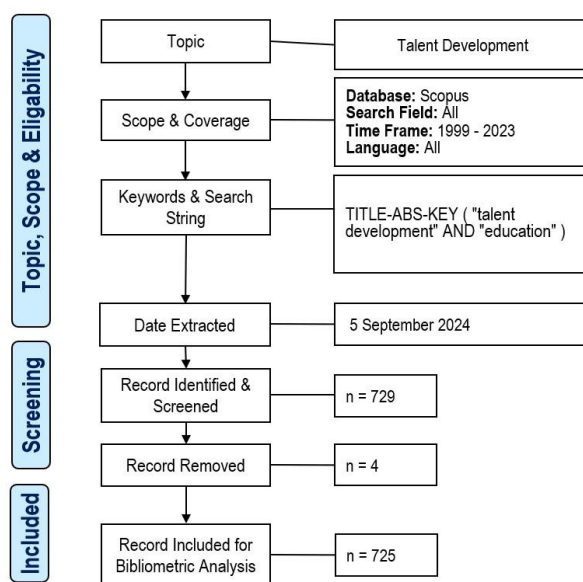 Topic, Scope & Eligability
Topic
Talent Development
Scope & Coverage
Database: Scopus
Search Field: All
Time Frame: 1999 - 2023
Language: All
Keywords & Search
String
TITLE-ABS-KEY ( "talent
development" AND "education" )
Date Extracted
5 September 2024
Screening
Record Identified &
Screened
n = 729
Record Removed
n = 4
Included
Record Included for
Bibliometric Analysis
n = 725